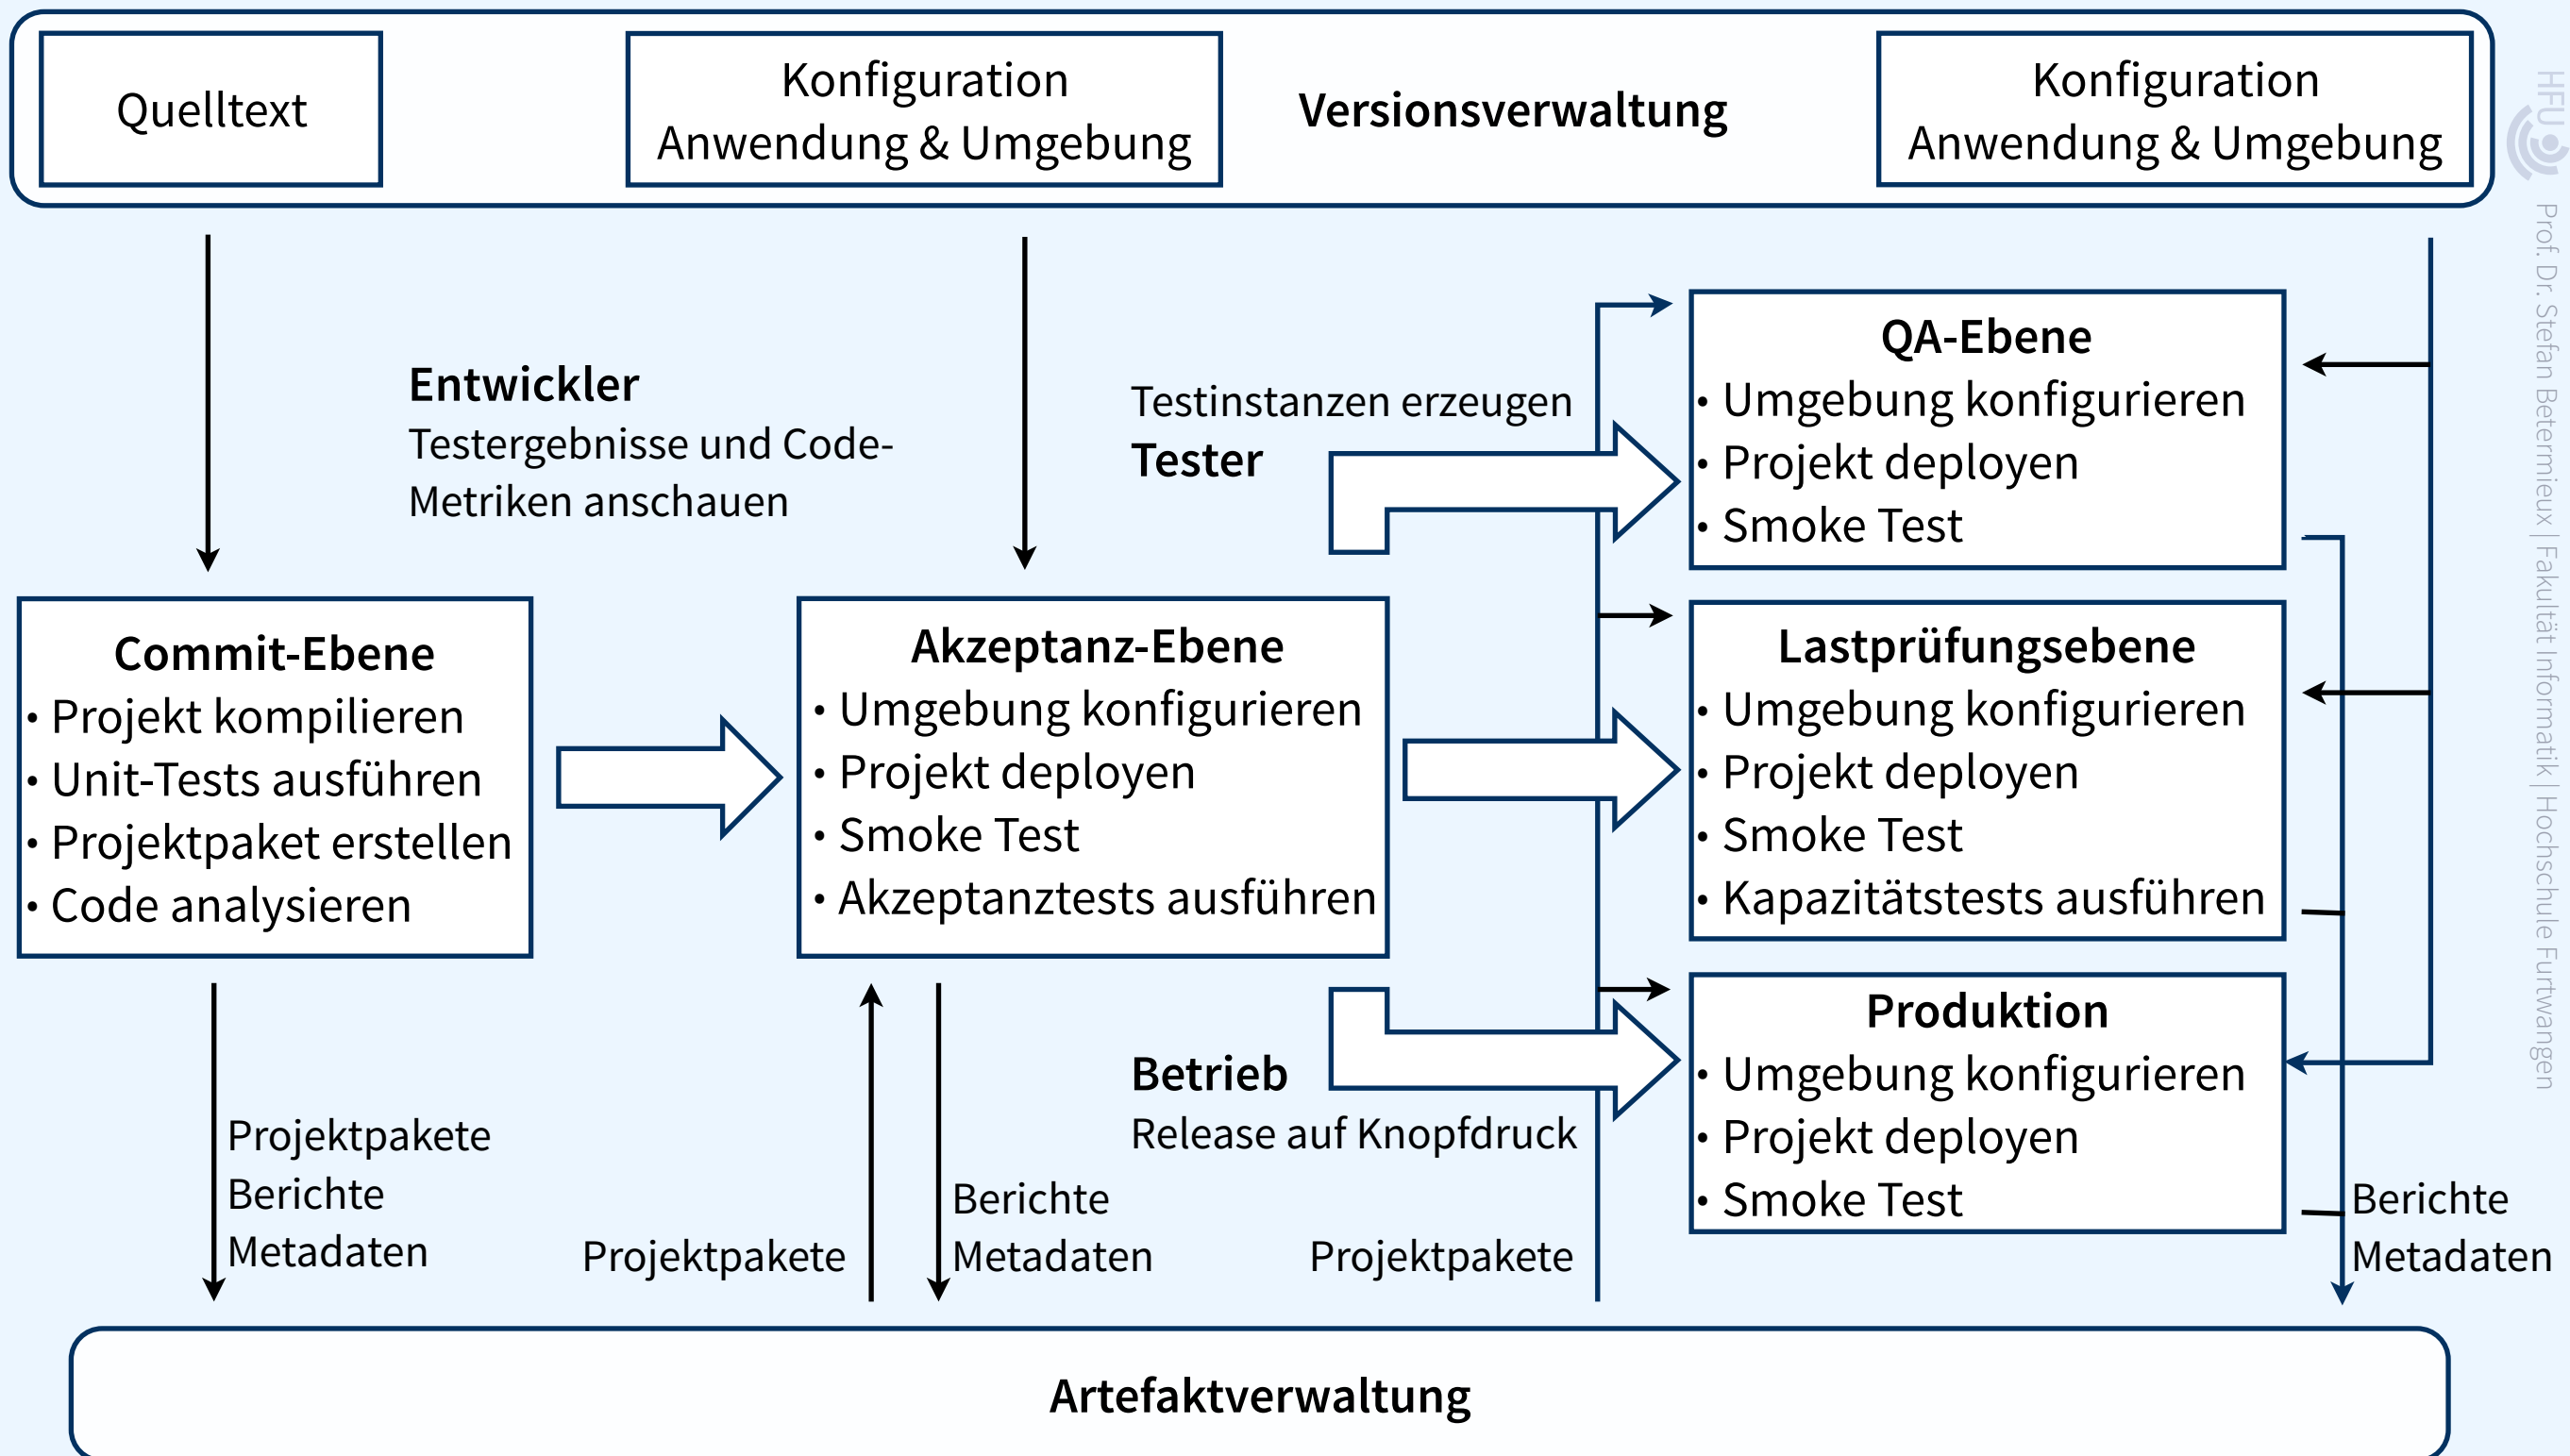 Quelltext
Konfiguration
Anwendung & Umgebung
Versionsverwaltung
Konfiguration
Anwendung & Umgebung
Entwickler
Testergebnisse und Code-
Metriken anschauen
Testinstanzen erzeugen
Tester
QA-Ebene
• Umgebung konfigurieren
• Projekt deployen
• Smoke Test
Commit-Ebene
• Projekt kompilieren
• Unit-Tests ausführen
• Projektpaket erstellen
• Code analysieren
Akzeptanz-Ebene
• Umgebung konfigurieren
• Projekt deployen
• Smoke Test
• Akzeptanztests ausführen
Lastprüfungsebene
• Umgebung konfigurieren
• Projekt deployen
• Smoke Test
• Kapazitätstests ausführen
Betrieb
Release auf Knopfdruck
Produktion
• Umgebung konfigurieren
• Projekt deployen
• Smoke Test
Projektpakete
Berichte
Metadaten
Projektpakete
Berichte
Metadaten
Projektpakete
Berichte
Metadaten
Artefaktverwaltung
HFU
Prof. Dr. Stefan Betermieux | Fakultät Informatik | Hochschule Furtwangen